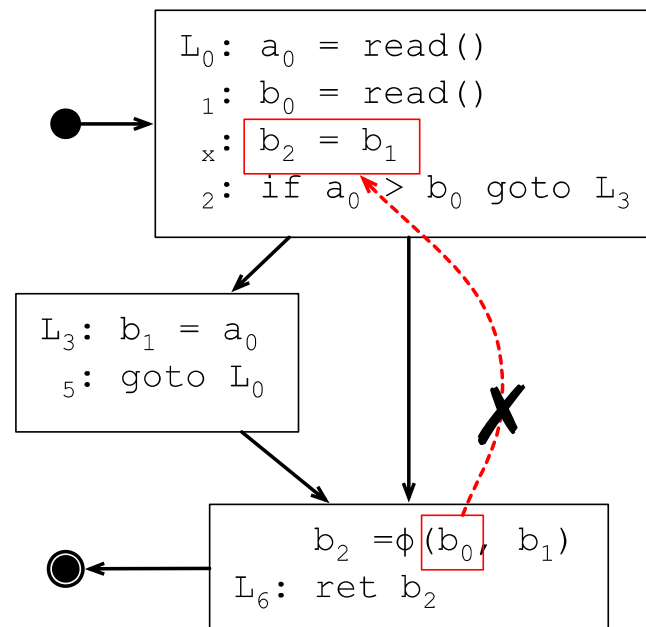 L₀: a₀ = read()
₁: b₀ = read()
ₓ: b₂ = b₁
₂: if a₀ > b₀ goto L₃
L₃: b₁ = a₀
₅: goto L₀
b₂ =ϕ(b₀, b₁)
L₆: ret b₂